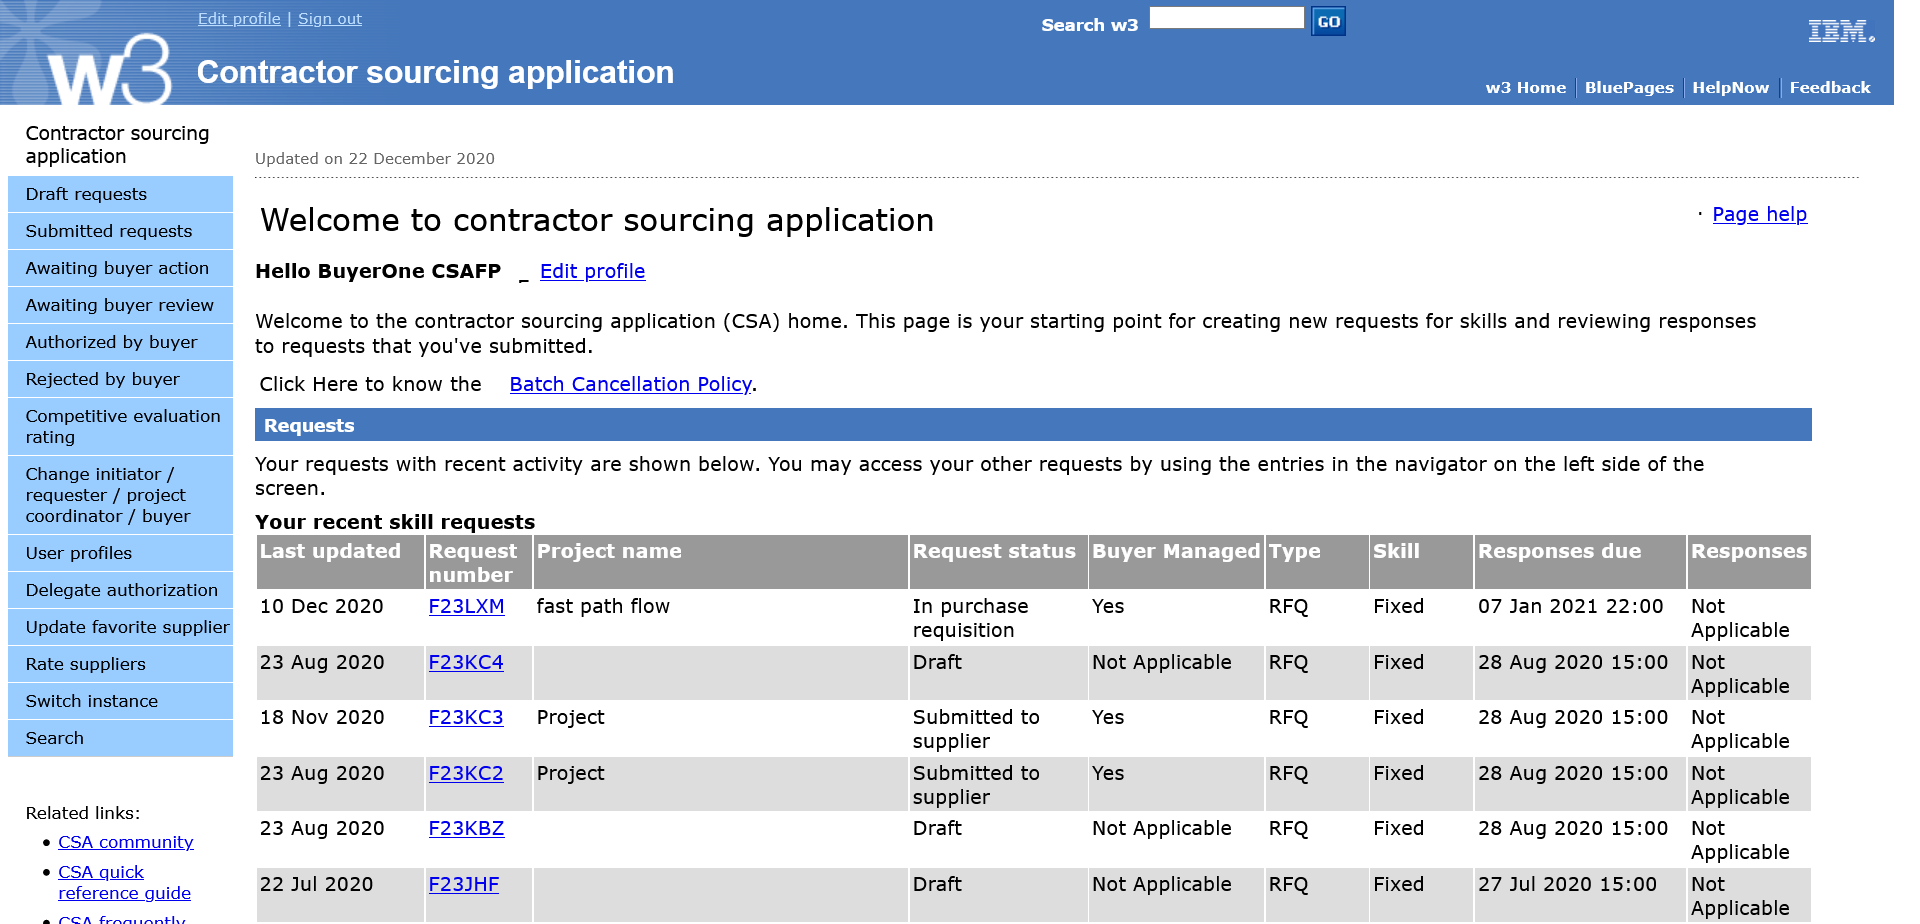 Edit profile | Sign out
Search w3 GO
IBM.
w3 Contractor sourcing application
w3 Home BluePages HelpNow Feedback
Contractor sourcing
application
Draft requests
Submitted requests
Awaiting buyer action
Awaiting buyer review
Authorized by buyer
Rejected by buyer
Competitive evaluation
rating
Change initiator /
requester / project
coordinator / buyer
User profiles
Delegate authorization
Update favorite supplier
Rate suppliers
Switch instance
Search
Related links:
• CSA community
• CSA quick
reference guide
• CSA frequently
Updated on 22 December 2020
Welcome to contractor sourcing application
· Page help
Hello BuyerOne CSAFP Edit profile
Welcome to the contractor sourcing application (CSA) home. This page is your starting point for creating new requests for skills and reviewing responses
to requests that you've submitted.
Click Here to know the Batch Cancellation Policy.
Requests
Your requests with recent activity are shown below. You may access your other requests by using the entries in the navigator on the left side of the
screen.
Your recent skill requests
Last updated Request number Project name Request status Buyer Managed Type Skill Responses due Responses
10 Dec 2020 F23LXM fast path flow In purchase requisition Yes RFQ Fixed 07 Jan 2021 22:00 Not Applicable
23 Aug 2020 F23KC4 Draft Not Applicable RFQ Fixed 28 Aug 2020 15:00 Not Applicable
18 Nov 2020 F23KC3 Project Submitted to supplier Yes RFQ Fixed 28 Aug 2020 15:00 Not Applicable
23 Aug 2020 F23KC2 Project Submitted to supplier Yes RFQ Fixed 28 Aug 2020 15:00 Not Applicable
23 Aug 2020 F23KBZ Draft Not Applicable RFQ Fixed 28 Aug 2020 15:00 Not Applicable
22 Jul 2020 F23JHF Draft Not Applicable RFQ Fixed 27 Jul 2020 15:00 Not Applicable